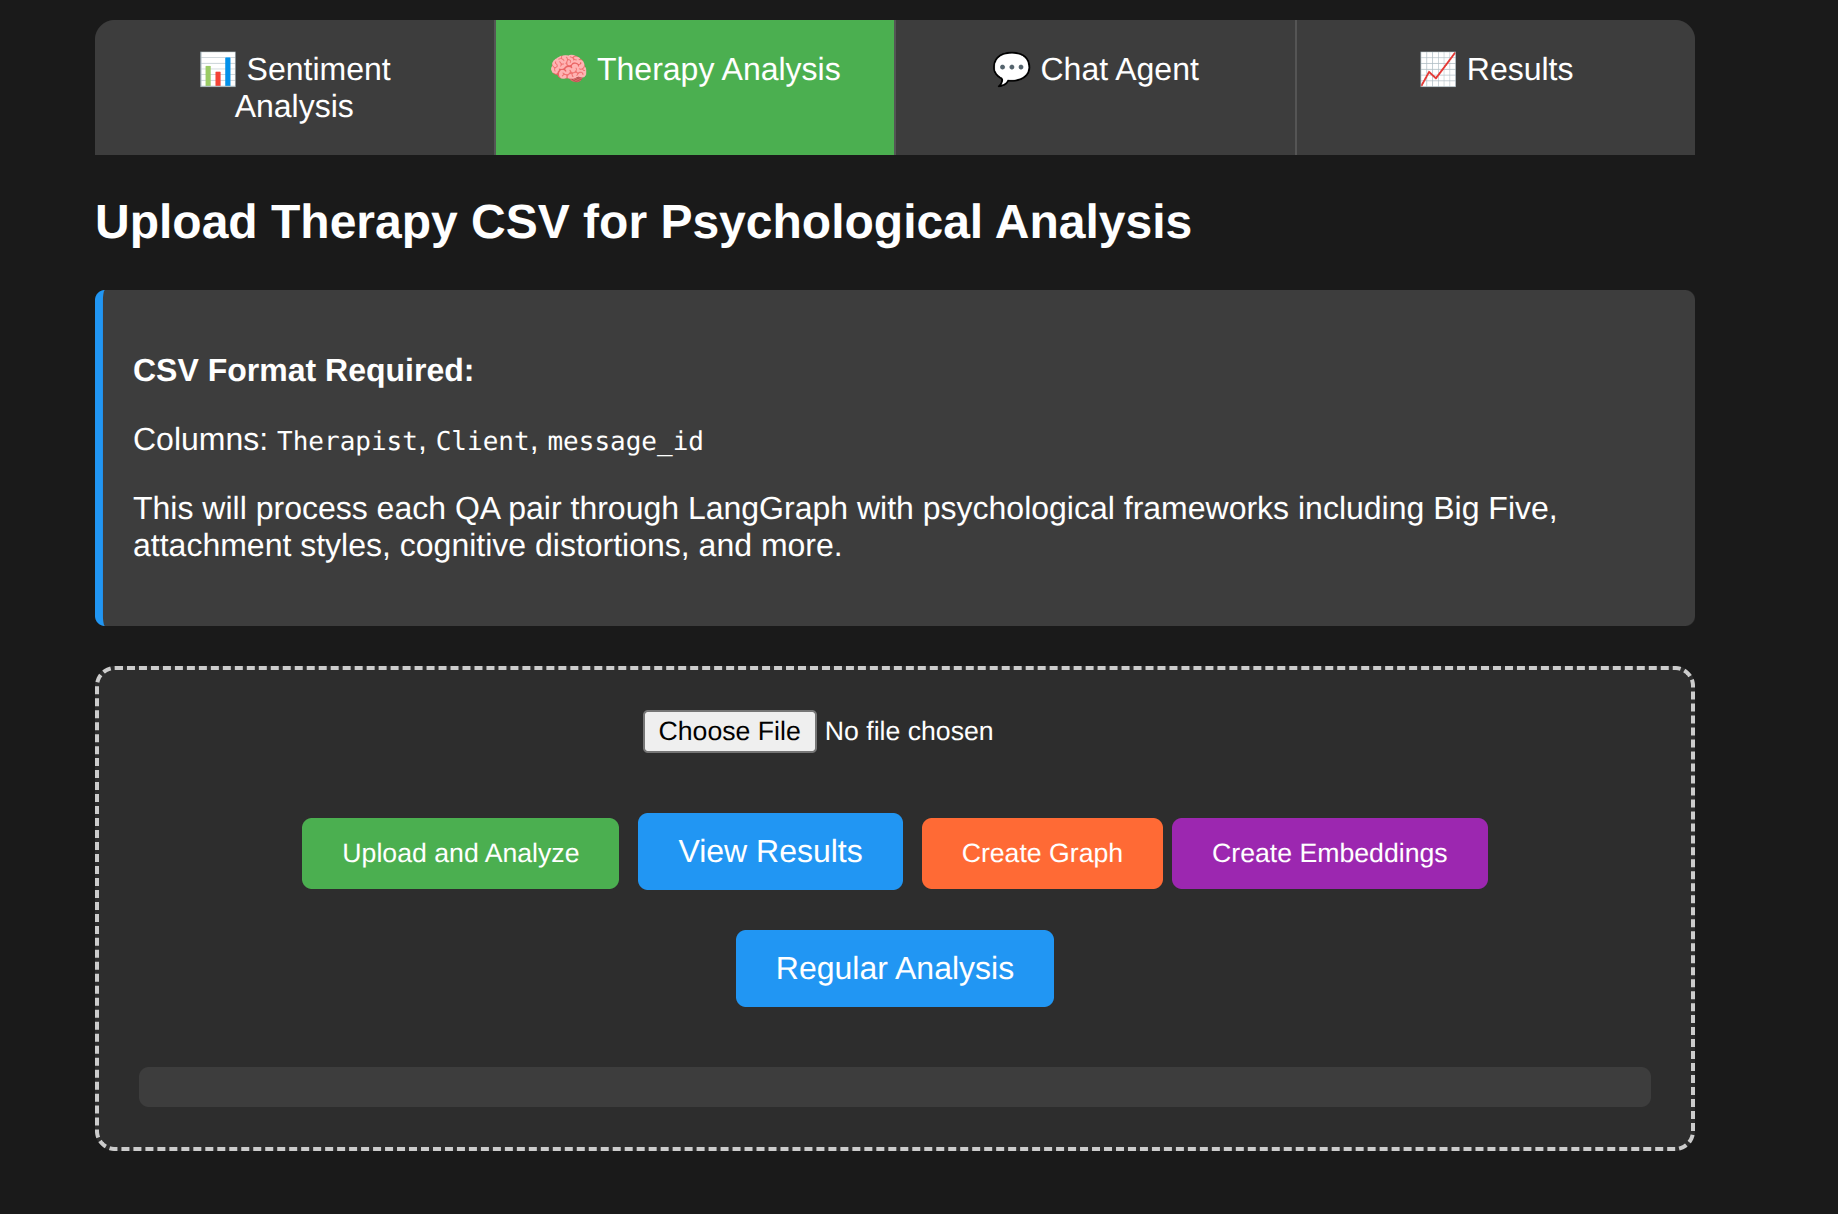 📊 Sentiment
Analysis
🧠 Therapy Analysis
💬 Chat Agent
📈 Results
Upload Therapy CSV for Psychological Analysis
CSV Format Required:
Columns: Therapist, Client, message_id
This will process each QA pair through LangGraph with psychological frameworks including Big Five,
attachment styles, cognitive distortions, and more.
Choose File No file chosen
Upload and Analyze
View Results
Create Graph
Create Embeddings
Regular Analysis